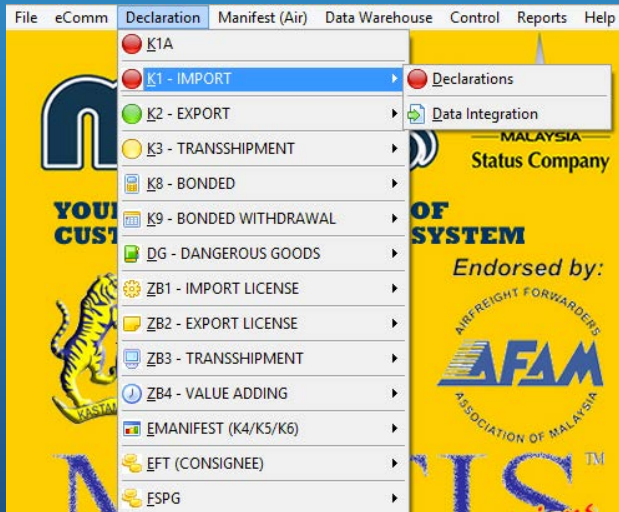 File eComm Declaration Manifest (Air) Data Warehouse Control Reports Help
K1A
K1 - IMPORT
Declarations
K2 - EXPORT
Data Integration
K3 - TRANSSHIPMENT
MALAYSIA
Status Company
K8 - BONDED
K9 - BONDED WITHDRAWAL
OF
SYSTEM
DG - DANGEROUS GOODS
Endorsed by:
ZB1 - IMPORT LICENSE
AIRFREIGHT FORWARDERS
ZB2 - EXPORT LICENSE
AFAM
ZB3 - TRANSSHIPMENT
ZB4 - VALUE ADDING
ASSOCIATION OF MALAYSIA
KASTAM
EMANIFEST (K4/K5/K6)
EFT (CONSIGNEE)
TM
FSPG